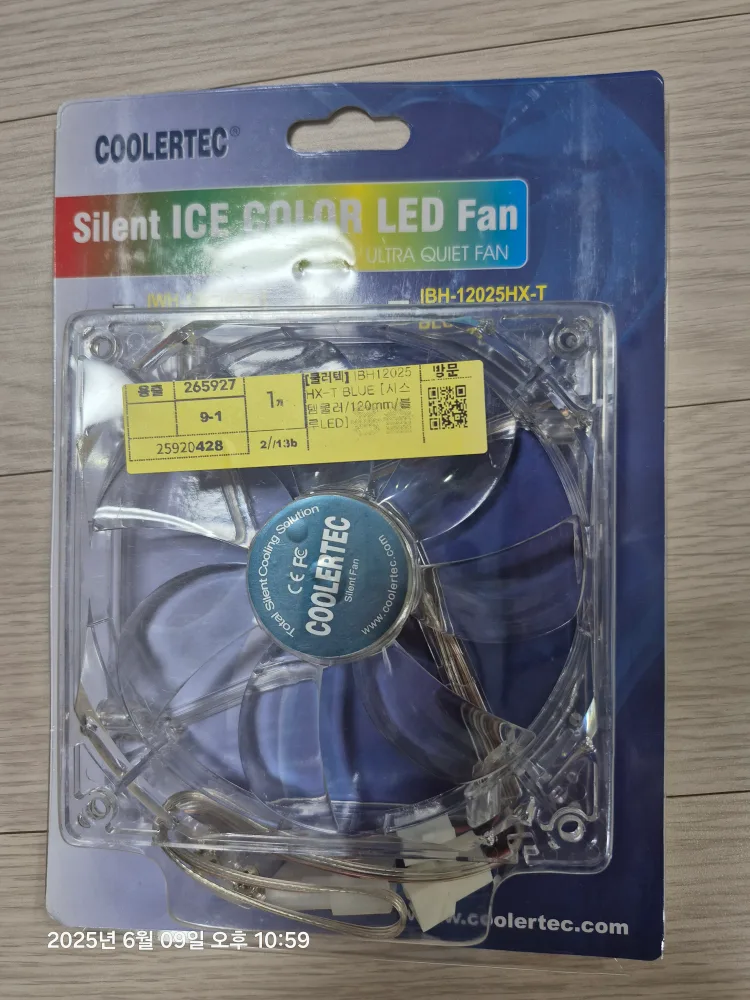 COOLERTEC®
Silent ICE COLOR LED Fan
ULTRA QUIET FAN
IBH-12025HX-T
용출 265927
9-1
25920428
1개
2//13b
[쿨러텍] IBH12025
HX-T BLUE [시스
템쿨러/120mm/블
루LED]
방문
Total Silent Cooling Solution
CE FC
COOLERTEC
Silent Fan
www.coolertec.com
www.coolertec.com
2025년 6월 09일 오후 10:59